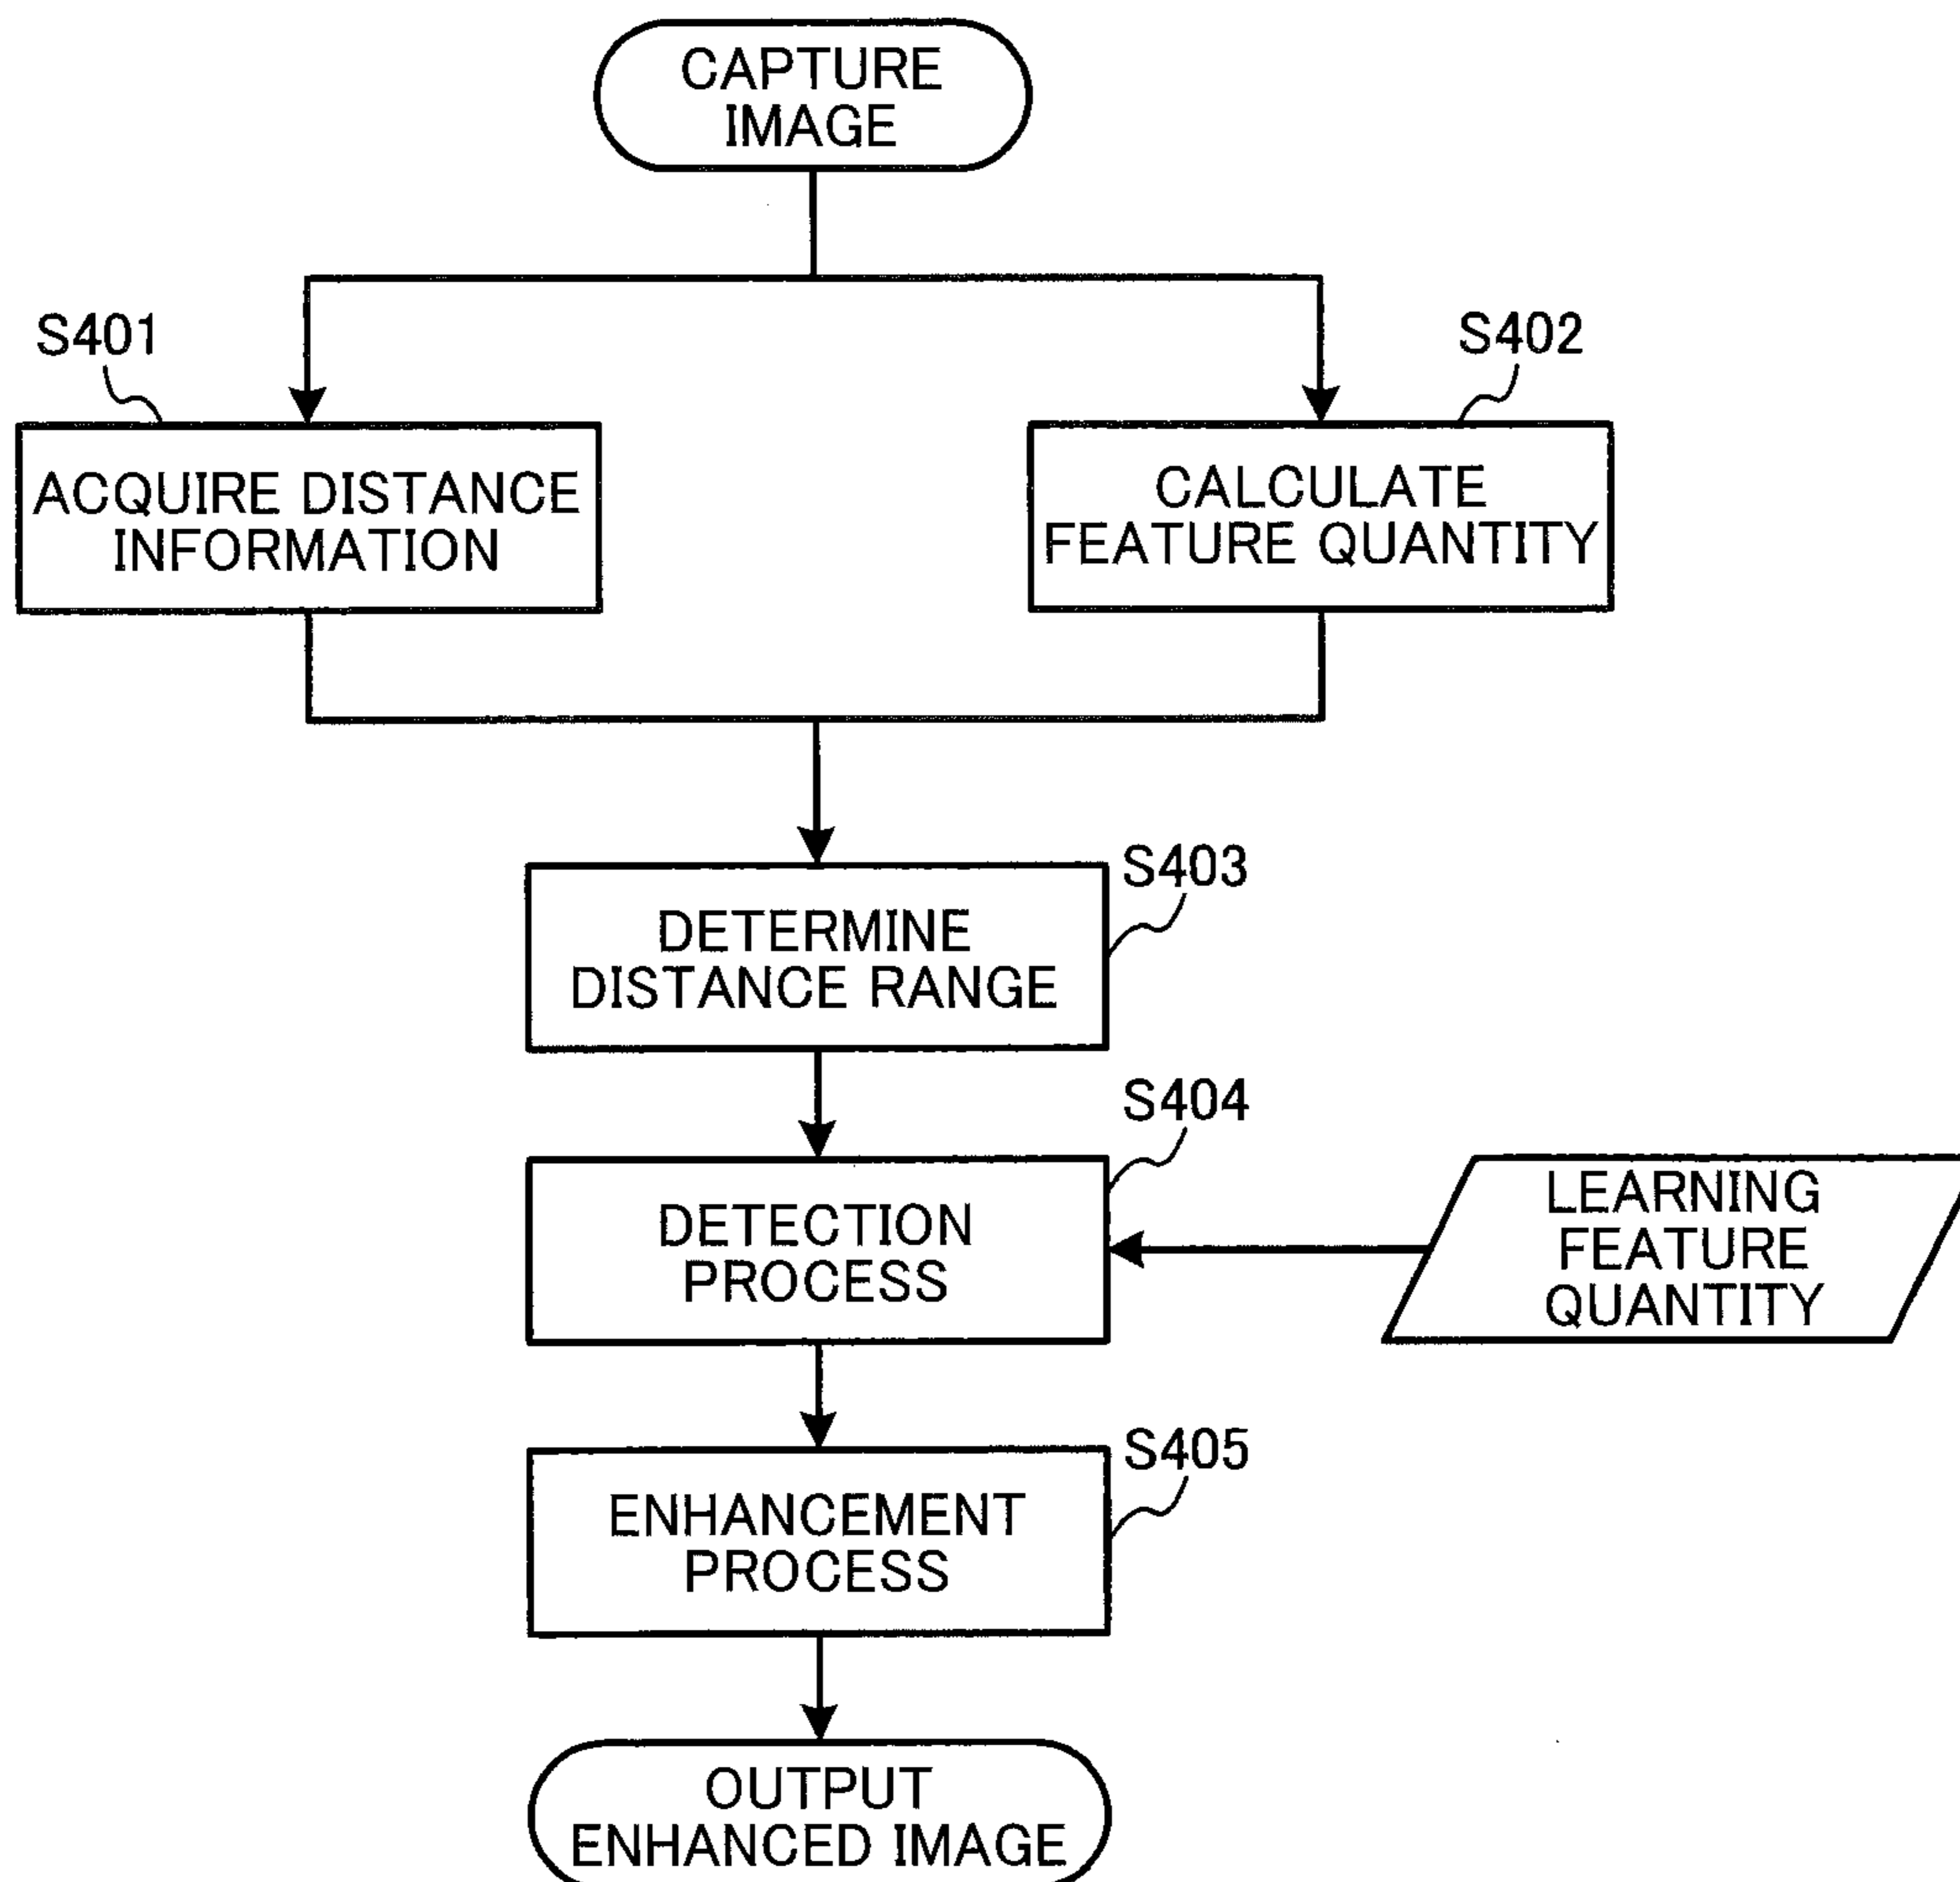 CAPTURE
IMAGE
S401
S402
ACQUIRE DISTANCE
INFORMATION
CALCULATE
FEATURE QUANTITY
S403
DETERMINE
DISTANCE RANGE
S404
DETECTION
PROCESS
LEARNING
FEATURE
QUANTITY
S405
ENHANCEMENT
PROCESS
OUTPUT
ENHANCED IMAGE